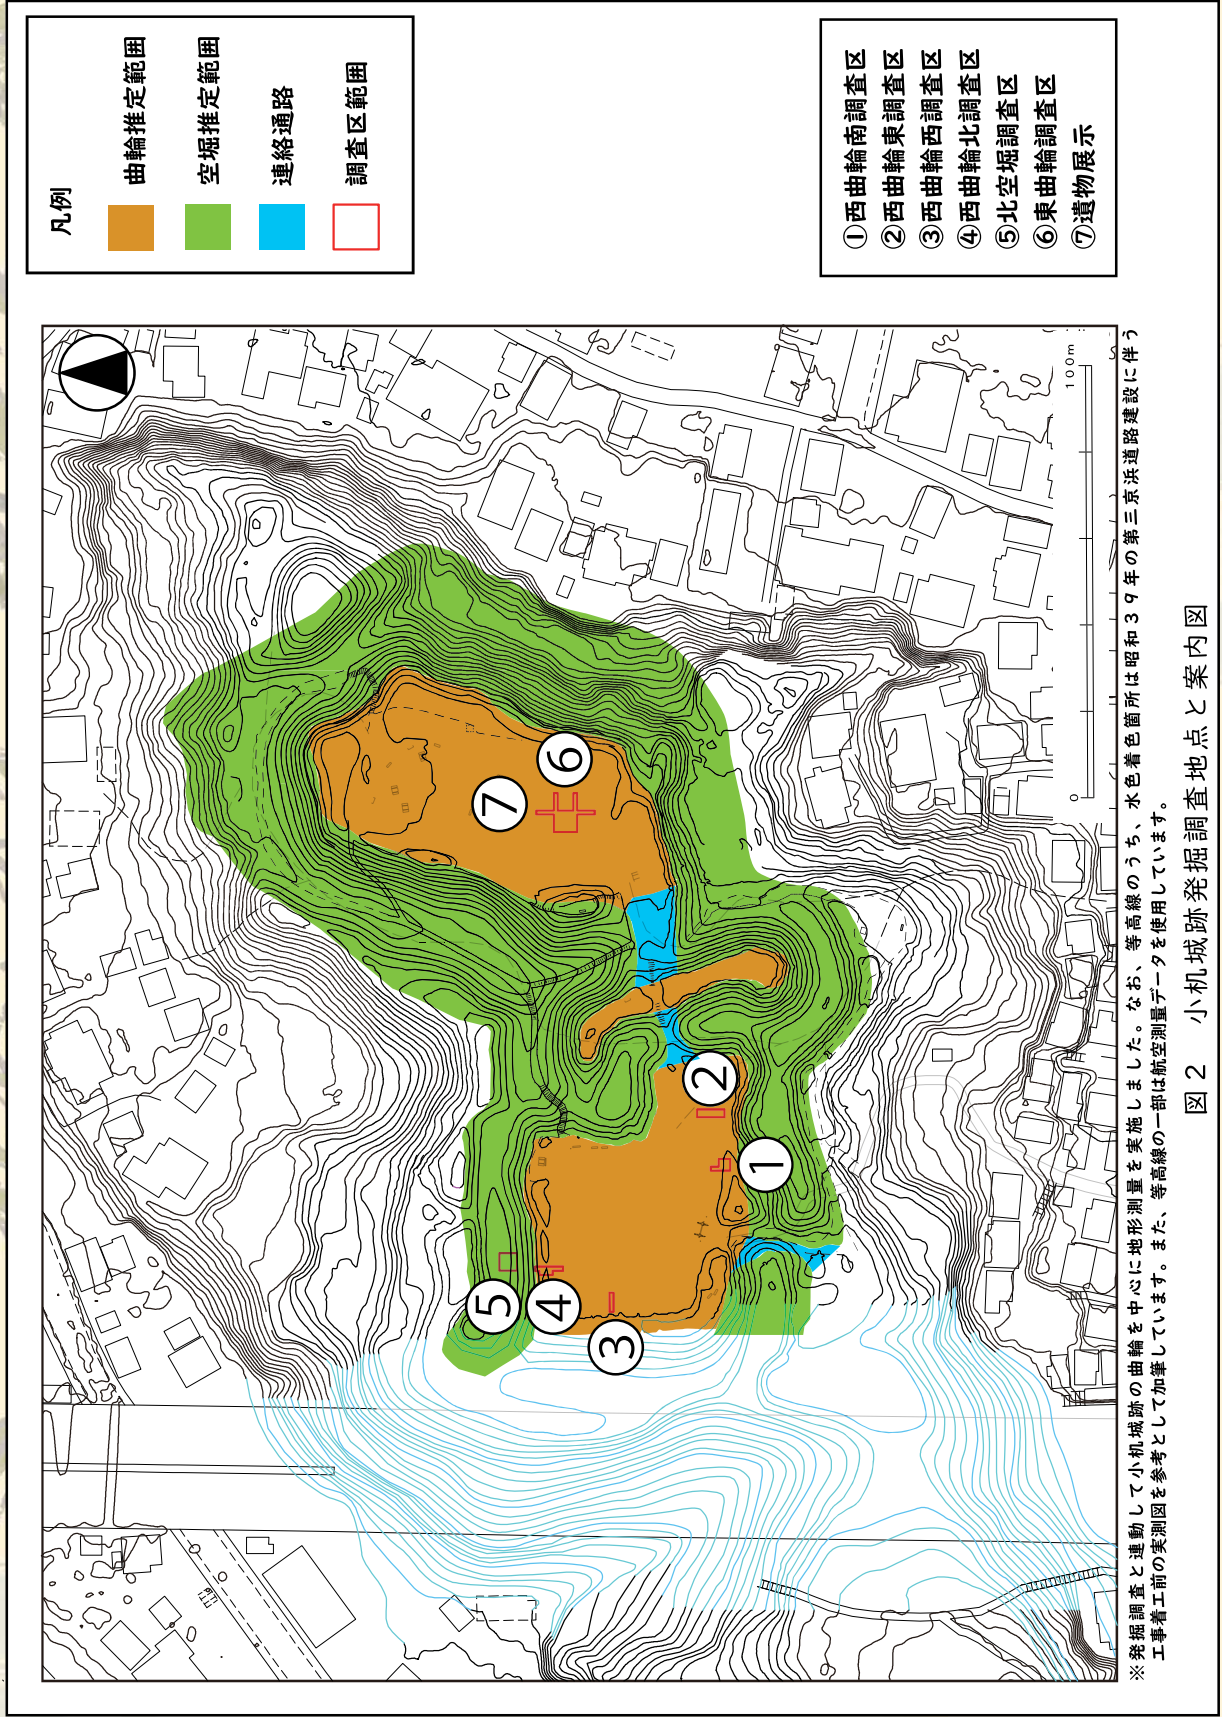 凡例
曲輪推定範囲
空堀推定範囲
連絡通路
調査区範囲
①西曲輪南調査区
②西曲輪東調査区
③西曲輪西調査区
④西曲輪北調査区
⑤北空堀調査区
⑥東曲輪調査区
⑦遺物展示
⑦
⑥
②
①
⑤
④
③
0
100m
※発掘調査と連動して小机城跡の曲輪を中心に地形測量を実施しました。なお、等高線のうち、水色着色箇所は昭和39年の第三京浜道路建設に伴う
工事着工前の実測図を参考として加筆しています。また、等高線の一部は航空測量データを使用しています。
図2 小机城跡発掘調査地点と案内図